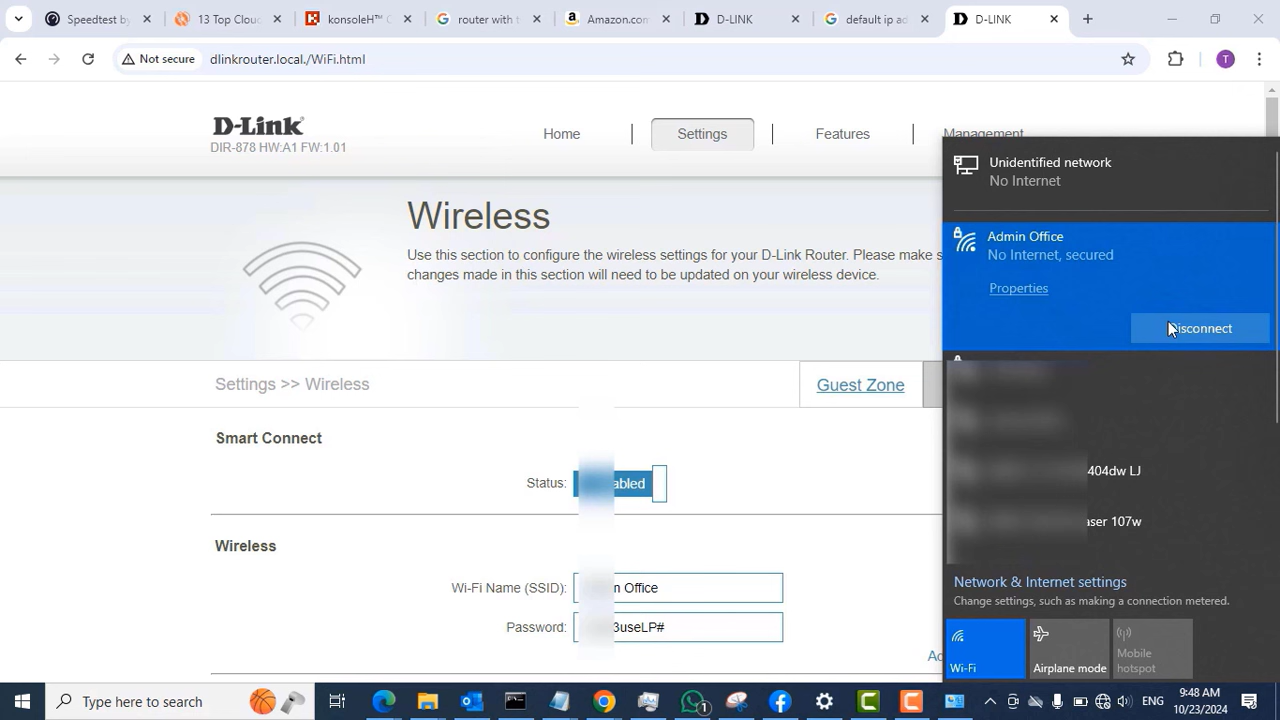 Speedtest by
13 Top Clou
konsoleH™ C
router with t
Amazon.com
D-LINK
default ip ad
D-LINK
Not secure
dlinkrouter.local./WiFi.html
T
D-Link
DIR-878 HW:A1 FW:1.01
Home
Settings
Features
Management
Wireless
Use this section to configure the wireless settings for your D-Link Router. Please make s
changes made in this section will need to be updated on your wireless device.
Settings >> Wireless
Guest Zone
Smart Connect
Status:
abled
Wireless
Wi-Fi Name (SSID):
n Office
Password:
3useLP#
Ad
Unidentified network
No Internet
Admin Office
No Internet, secured
Properties
isconnect
404dw LJ
aser 107w
Network & Internet settings
Change settings, such as making a connection metered.
Wi-Fi
Airplane mode
Mobile
hotspot
Type here to search
1
ENG
9:48 AM
10/23/2024